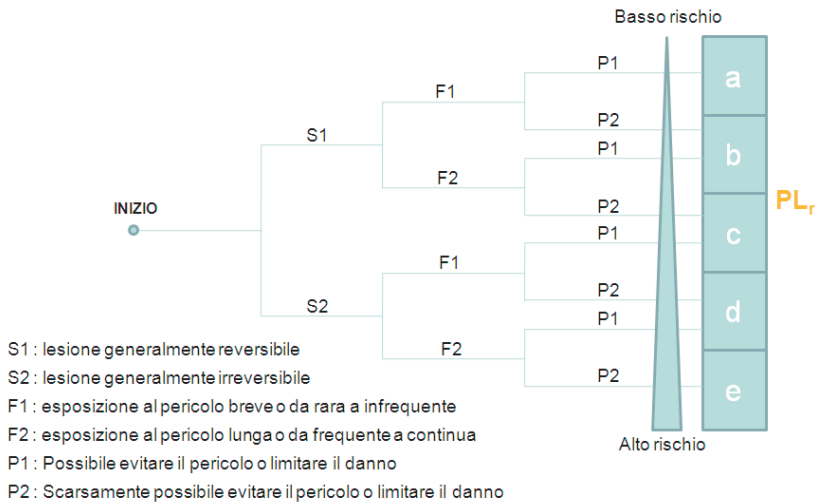 Basso rischio
P1
a
F1
S1
P2
P1
b
F2
P2
PLr
INIZIO
P1
c
F1
S2
P2
P1
d
F2
P2
e
S1 : lesione generalmente reversibile
S2 : lesione generalmente irreversibile
F1 : esposizione al pericolo breve o da rara a infrequente
F2 : esposizione al pericolo lunga o da frequente a continua
Alto rischio
P1 : Possibile evitare il pericolo o limitare il danno
P2 : Scarsamente possibile evitare il pericolo o limitare il danno